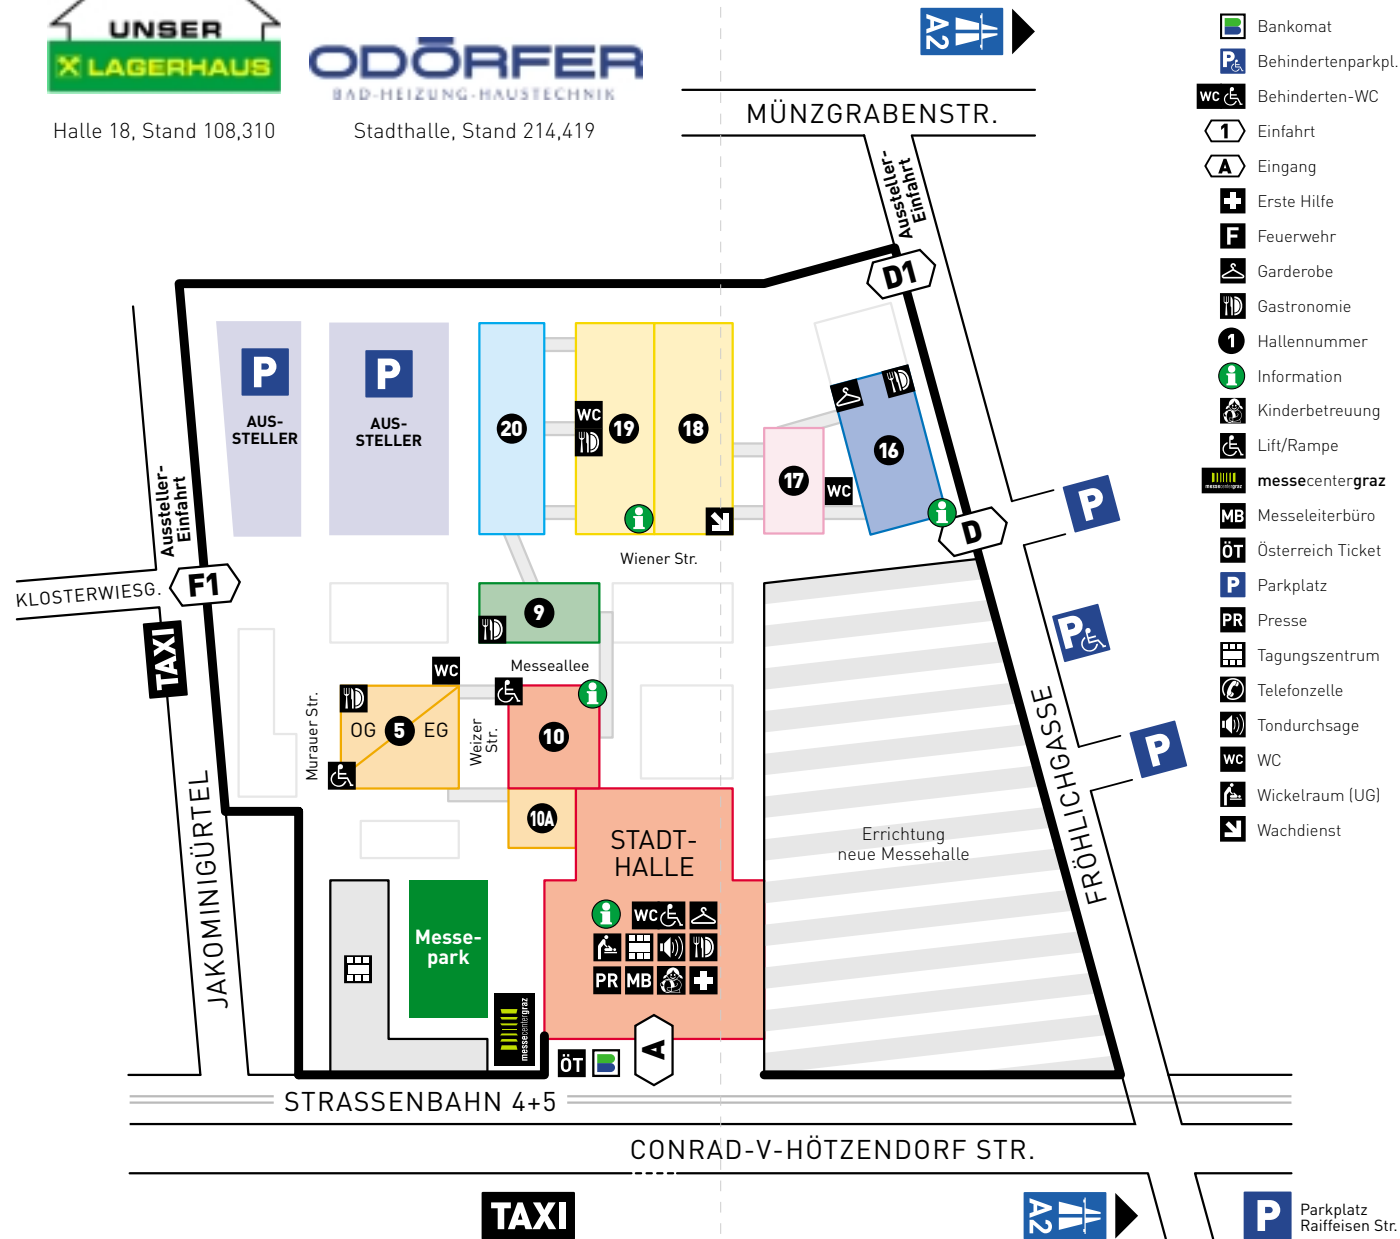 UNSER
X LAGERHAUS
Halle 18, Stand 108,310
ODÖRFER
BAD-HEIZUNG-HAUSTECHNIK
Stadthalle, Stand 214,419
A2
MÜNZGRABENSTR.
Aussteller-
Einfahrt
D1
P
AUS-
STELLER
P
AUS-
STELLER
20
WC
19
18
17
WC
16
i
i
D
P
Wiener Str.
Aussteller-
Einfahrt
F1
KLOSTERWIESG.
TAXI
9
Messeallee
WC
Murauer Str.
OG
5
EG
Weizer
Str.
10
i
10A
P
P
FRÖHLICHGASSE
JAKOMINIGÜRTEL
STADT-
HALLE
Errichtung
neue Messehalle
i
WC
PR
MB
Messe-
park
messecentergraz
ÖT
B
A
STRASSENBAHN 4+5
CONRAD-V-HÖTZENDORF STR.
TAXI
A2
P
Parkplatz
Raiffeisen Str.
B
Bankomat
P
Behindertenparkpl.
WC
Behinderten-WC
1
Einfahrt
A
Eingang
Erste Hilfe
F
Feuerwehr
Garderobe
Gastronomie
1
Hallennummer
i
Information
Kinderbetreuung
Lift/Rampe
messecentergraz
messecentergraz
MB
Messeleiterbüro
ÖT
Österreich Ticket
P
Parkplatz
PR
Presse
Tagungszentrum
Telefonzelle
Tondurchsage
WC
WC
Wickelraum (UG)
Wachdienst